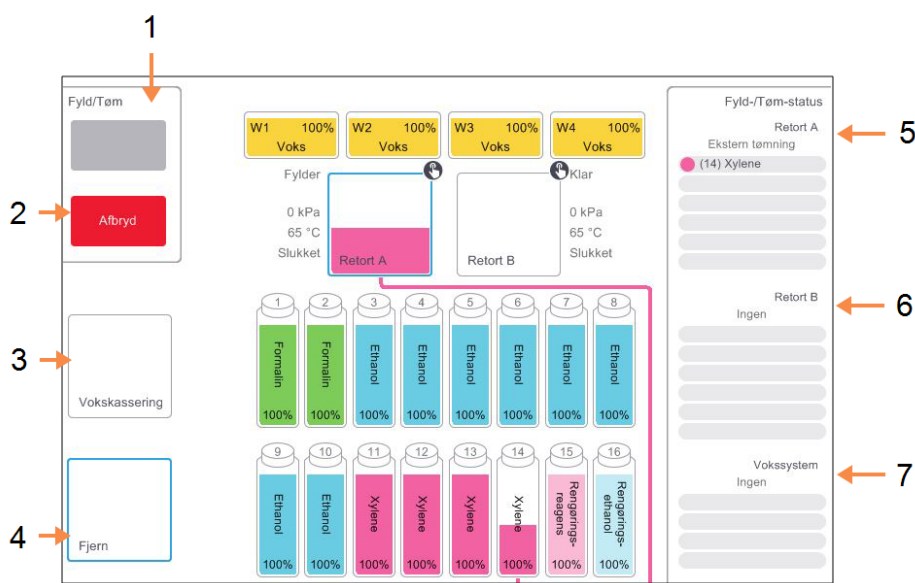 1
Fyld/Tøm
2
Afbryd
3
Vokskassering
4
Fjern
W1 100%
Voks
W2 100%
Voks
W3 100%
Voks
W4 100%
Voks
Fylder
0 kPa
65 °C
Slukket
Retort A
Retort B
Klar
0 kPa
65 °C
Slukket
1
Formalin
100%
2
Formalin
100%
3
Ethanol
100%
4
Ethanol
100%
5
Ethanol
100%
6
Ethanol
100%
7
Ethanol
100%
8
Ethanol
100%
9
Ethanol
100%
10
Ethanol
100%
11
Xylene
100%
12
Xylene
100%
13
Xylene
100%
14
Xylene
100%
15
Rengørings-
reagens
100%
16
Rengørings-
ethanol
100%
Fyld-/Tøm-status
Retort A
Ekstern tømning
(14) Xylene
5
Retort B
Ingen
6
Vokssystem
Ingen
7